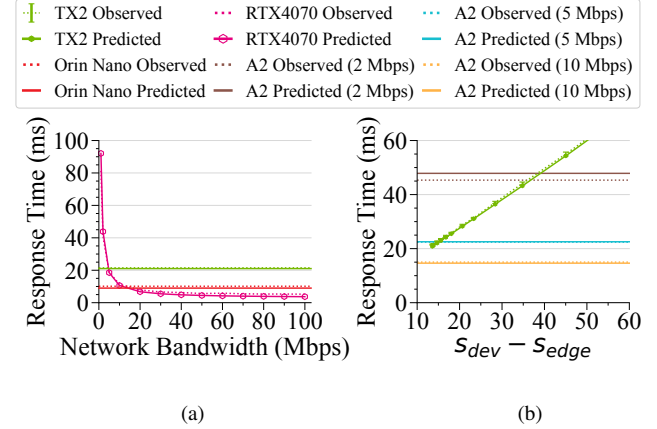 TX2 Observed RTX4070 Observed A2 Observed (5 Mbps)
TX2 Predicted RTX4070 Predicted A2 Predicted (5 Mbps)
Orin Nano Observed A2 Observed (2 Mbps) A2 Observed (10 Mbps)
Orin Nano Predicted A2 Predicted (2 Mbps) A2 Predicted (10 Mbps)
Response Time (ms)
100
80
60
40
20
0
0 20 40 60 80 100
Network Bandwidth (Mbps)
(a)
Response Time (ms)
60
40
20
0
10 20 30 40 50 60
s_dev − s_edge
(b)